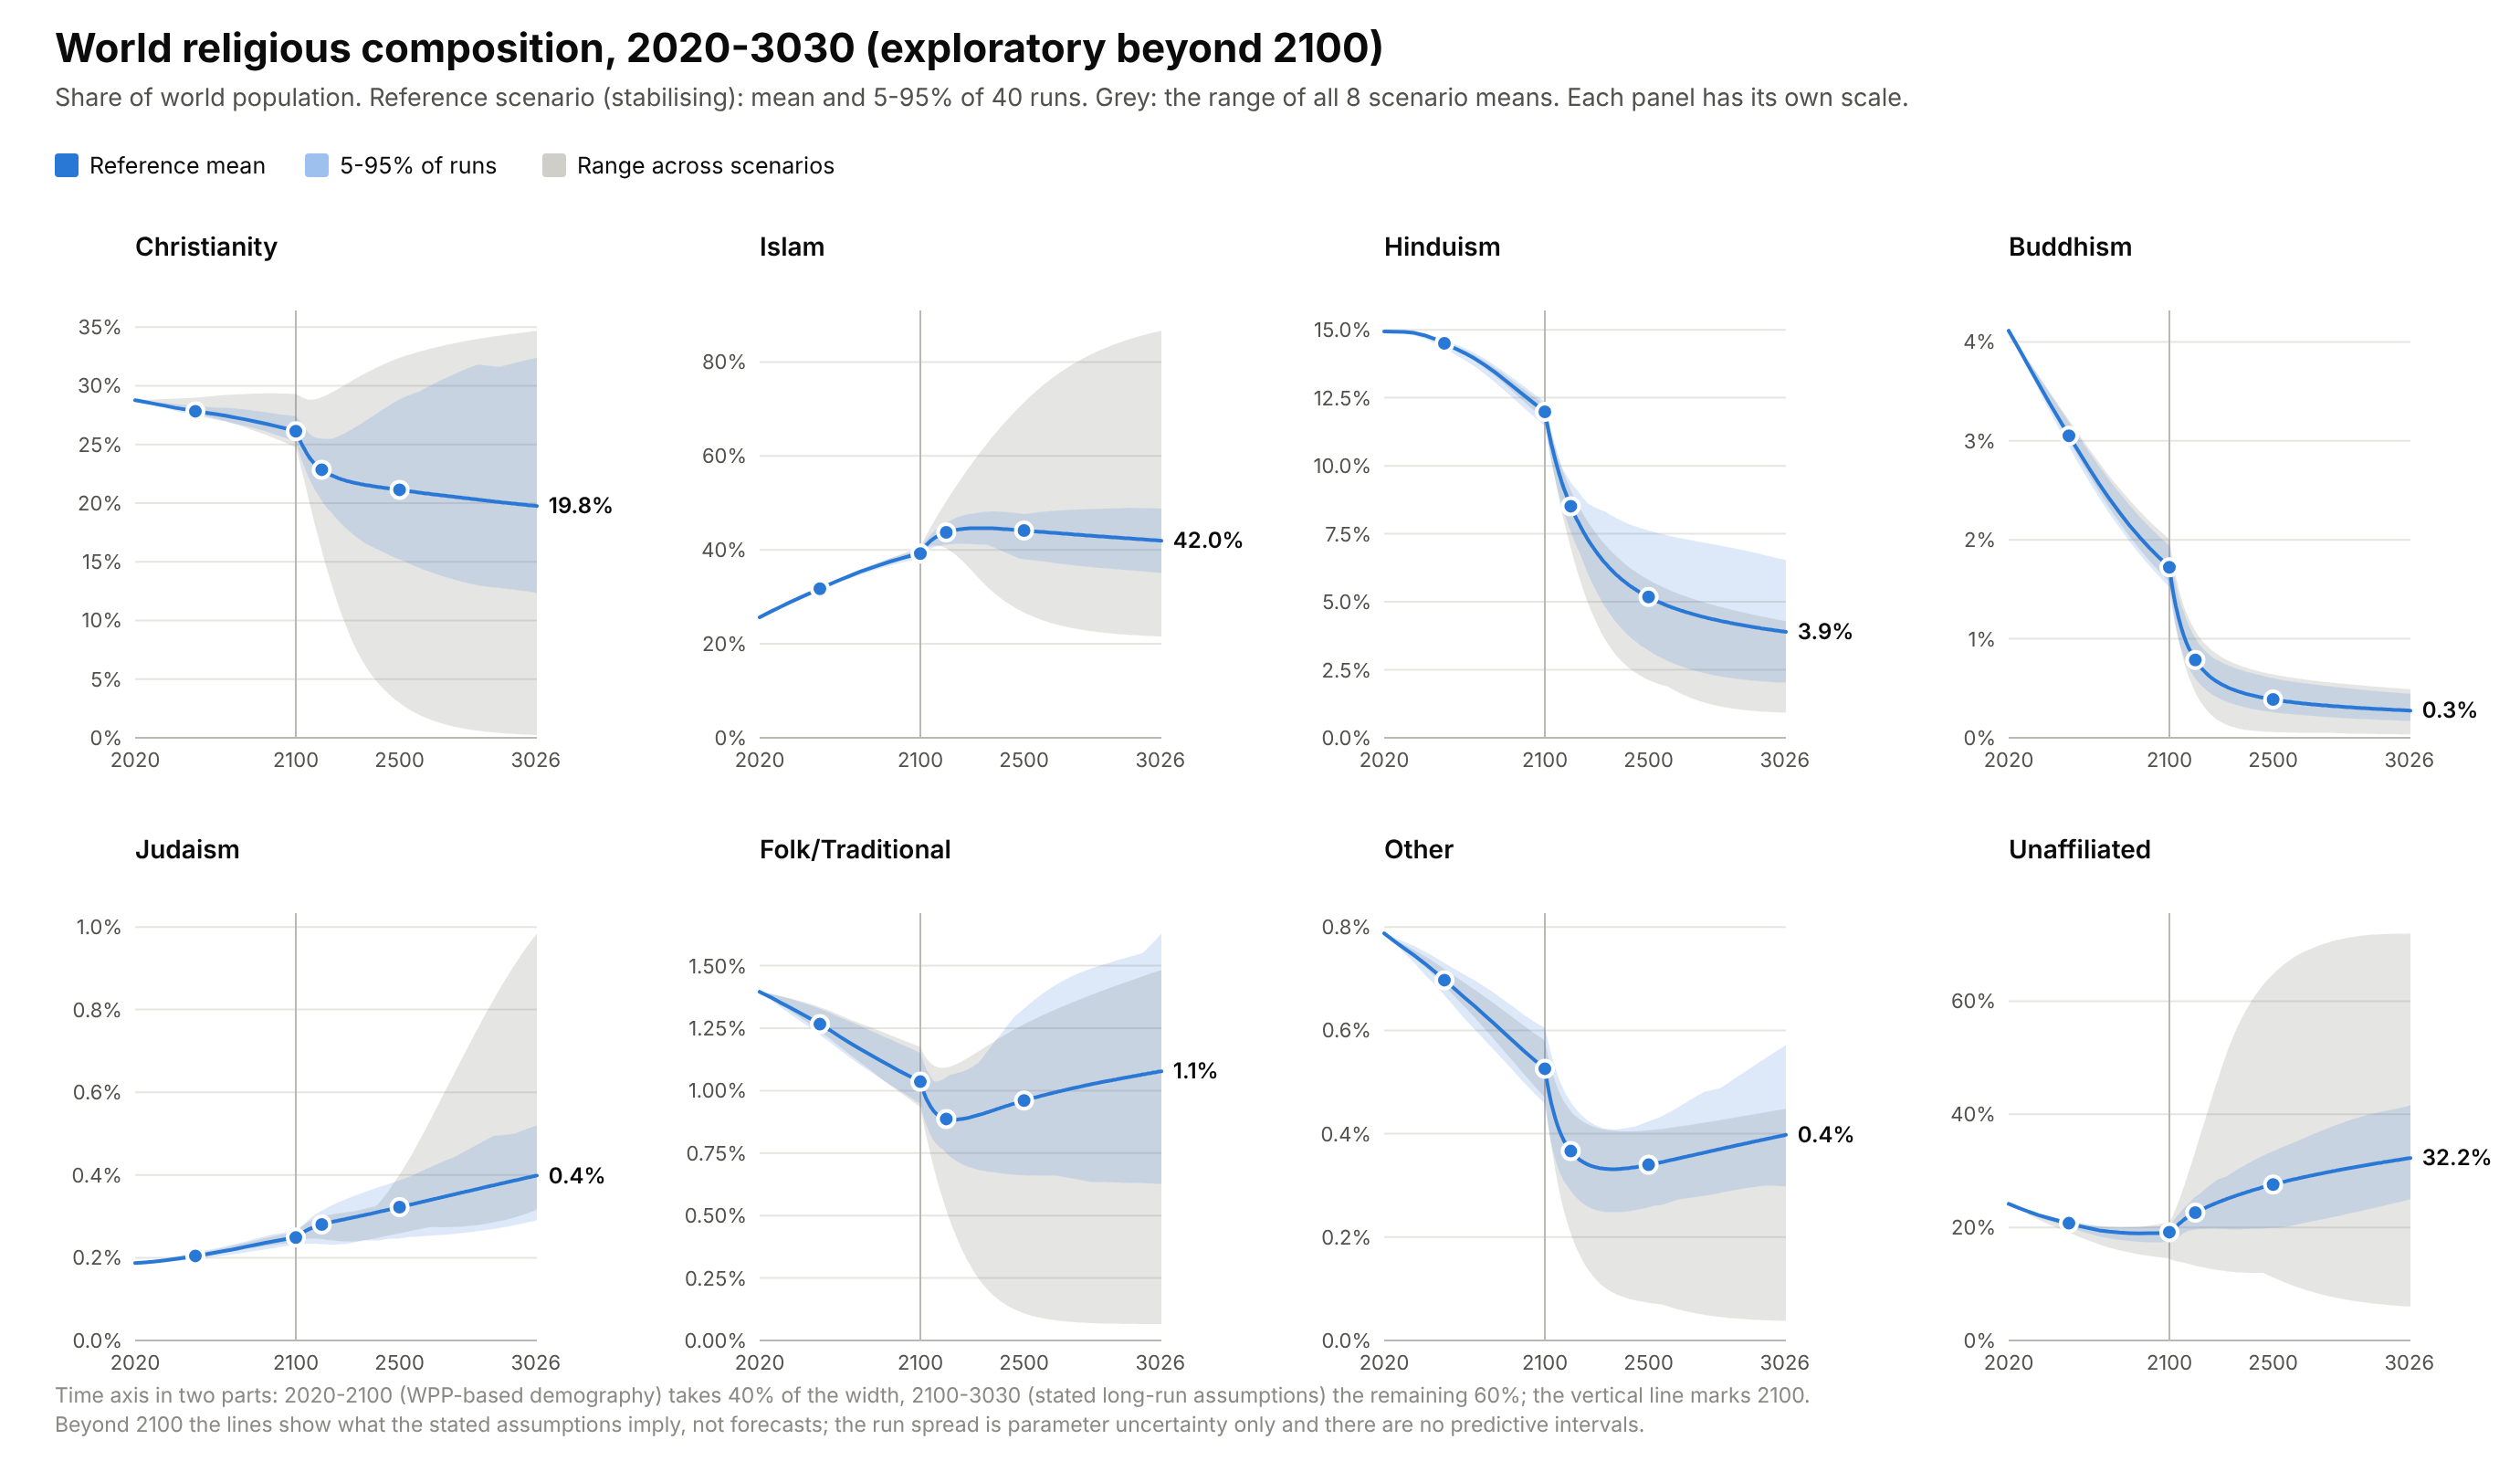 World religious composition, 2020-3030 (exploratory beyond 2100)
Share of world population. Reference scenario (stabilising): mean and 5-95% of 40 runs. Grey: the range of all 8 scenario means. Each panel has its own scale.
Reference mean 5-95% of runs Range across scenarios
Christianity
35%
30%
25%
20%
15%
10%
5%
0%
19.8%
2020 2100 2500 3026
Islam
80%
60%
40%
20%
0%
42.0%
2020 2100 2500 3026
Hinduism
15.0%
12.5%
10.0%
7.5%
5.0%
2.5%
0.0%
3.9%
2020 2100 2500 3026
Buddhism
4%
3%
2%
1%
0%
0.3%
2020 2100 2500 3026
Judaism
1.0%
0.8%
0.6%
0.4%
0.2%
0.0%
0.4%
2020 2100 2500 3026
Folk/Traditional
1.50%
1.25%
1.00%
0.75%
0.50%
0.25%
0.00%
1.1%
2020 2100 2500 3026
Other
0.8%
0.6%
0.4%
0.2%
0.0%
0.4%
2020 2100 2500 3026
Unaffiliated
60%
40%
20%
0%
32.2%
2020 2100 2500 3026
Time axis in two parts: 2020-2100 (WPP-based demography) takes 40% of the width, 2100-3030 (stated long-run assumptions) the remaining 60%; the vertical line marks 2100.
Beyond 2100 the lines show what the stated assumptions imply, not forecasts; the run spread is parameter uncertainty only and there are no predictive intervals.